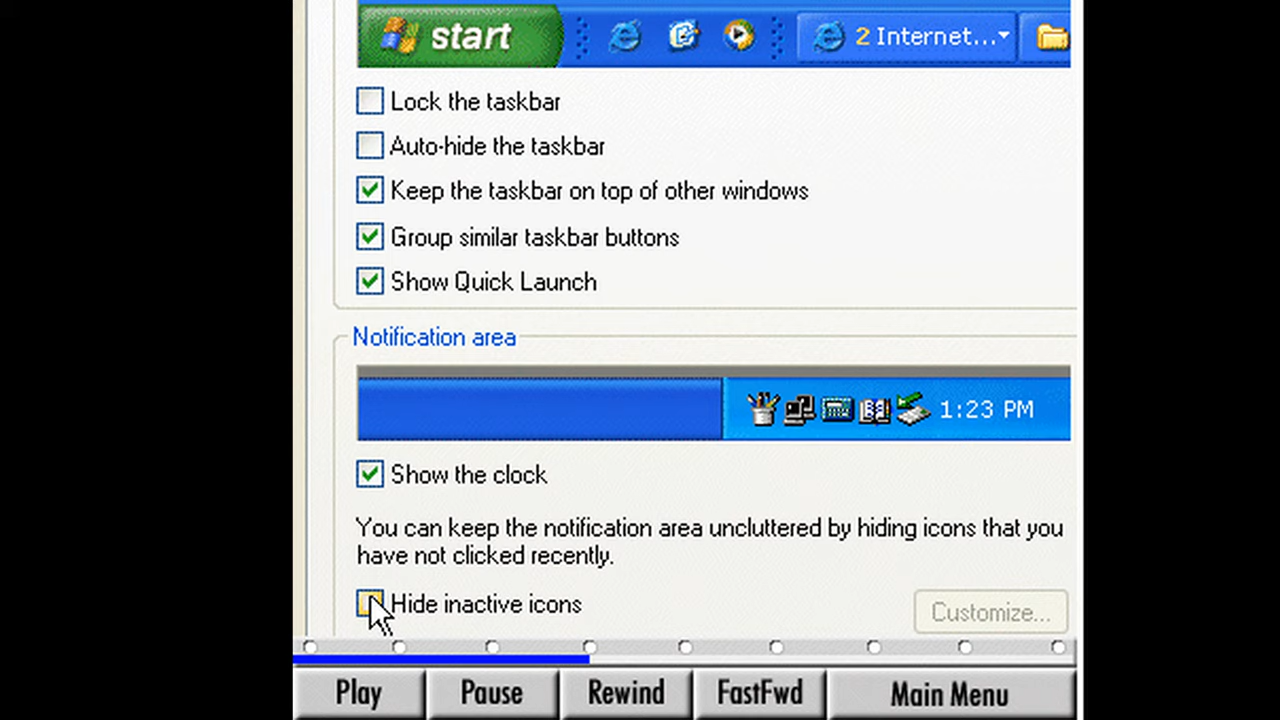 start
2 Internet...
Lock the taskbar
Auto-hide the taskbar
Keep the taskbar on top of other windows
Group similar taskbar buttons
Show Quick Launch
Notification area
1:23 PM
Show the clock
You can keep the notification area uncluttered by hiding icons that you
have not clicked recently.
Hide inactive icons
Customize...
Play
Pause
Rewind
FastFwd
Main Menu